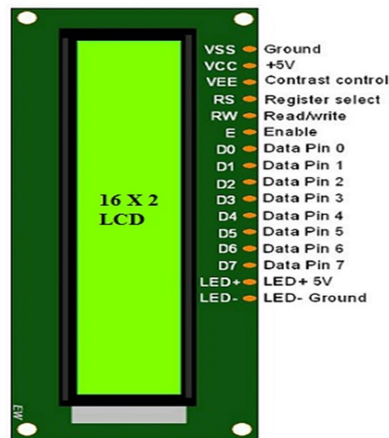 VSS Ground
VCC +5V
VEE Contrast control
RS Register select
RW Read/write
E Enable
D0 Data Pin 0
D1 Data Pin 1
D2 Data Pin 2
D3 Data Pin 3
D4 Data Pin 4
D5 Data Pin 5
D6 Data Pin 6
D7 Data Pin 7
LED+ LED+ 5V
LED- LED- Ground
16 X 2
LCD
EW